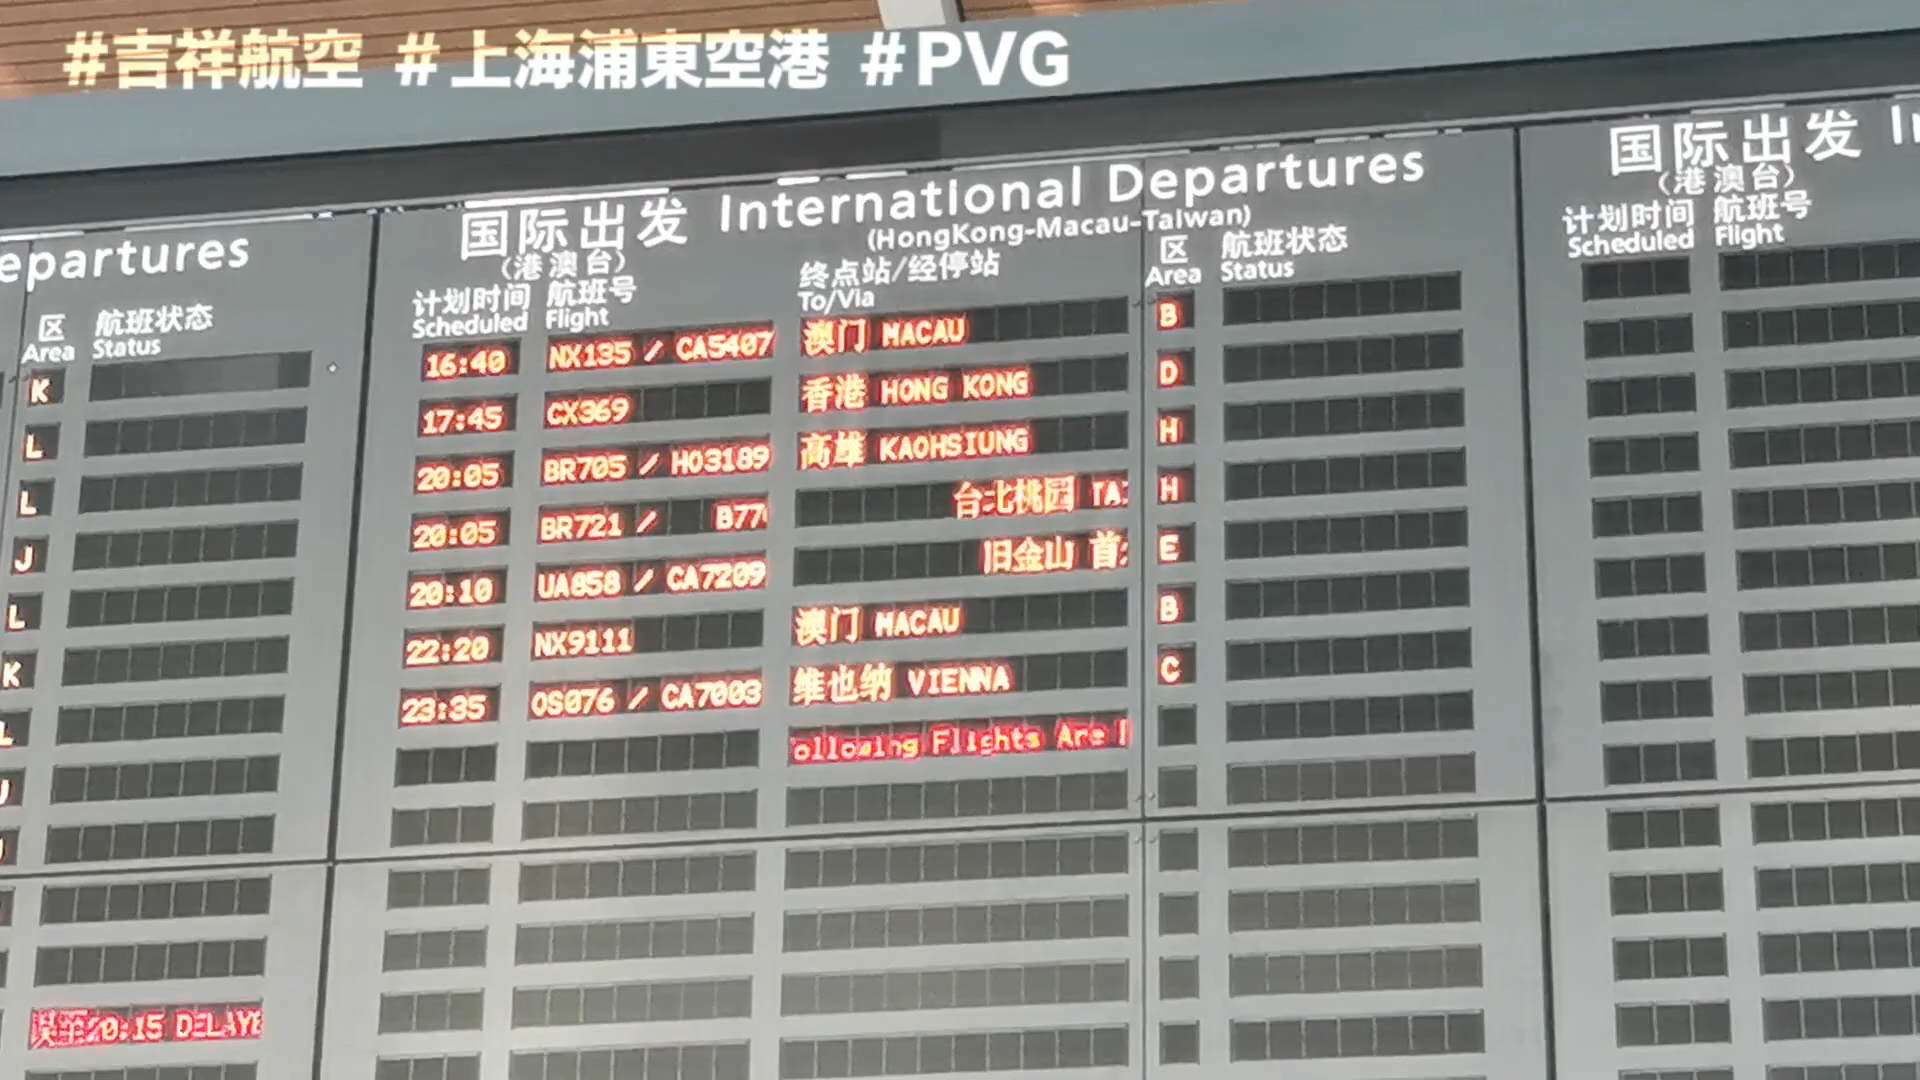 #吉祥航空 #上海浦東空港 #PVG
epartures
区 航班状态
Area Status
K
L
L
J
L
K
L
J
20:15 DELAYE
国际出发 International Departures
(港澳台) (HongKong-Macau-Taiwan)
计划时间 航班号 终点站/经停站 区 航班状态
Scheduled Flight To/Via Area Status
16:40 NX135 / CA5407 澳门 MACAU B
17:45 CX369 香港 HONG KONG D
20:05 BR705 / HO3189 高雄 KAOHSIUNG H
20:05 BR721 / B77 台北桃园 TA H
20:10 UA858 / CA7209 旧金山 首 E
22:20 NX9111 澳门 MACAU B
23:35 OS076 / CA7003 维也纳 VIENNA C
ollowing Flights Are
国际出发 In
(港澳台)
计划时间 航班号
Scheduled Flight